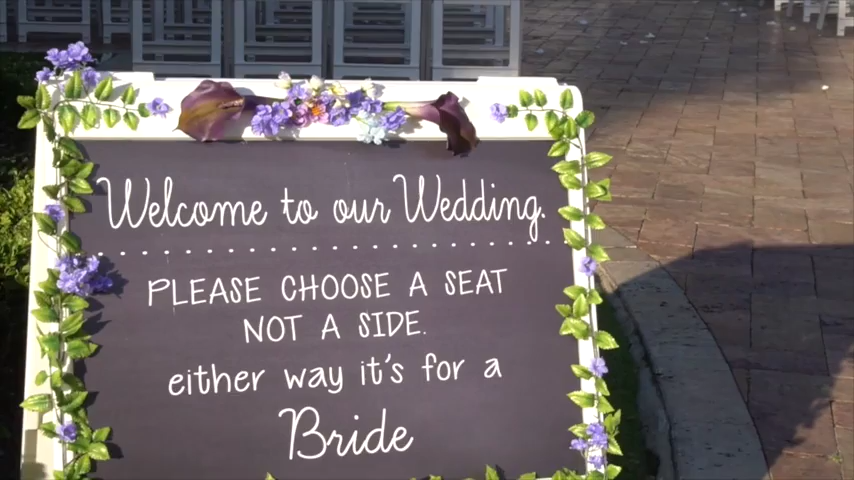 Welcome to our Wedding.
PLEASE CHOOSE A SEAT
NOT A SIDE.
either way it's for a
Bride